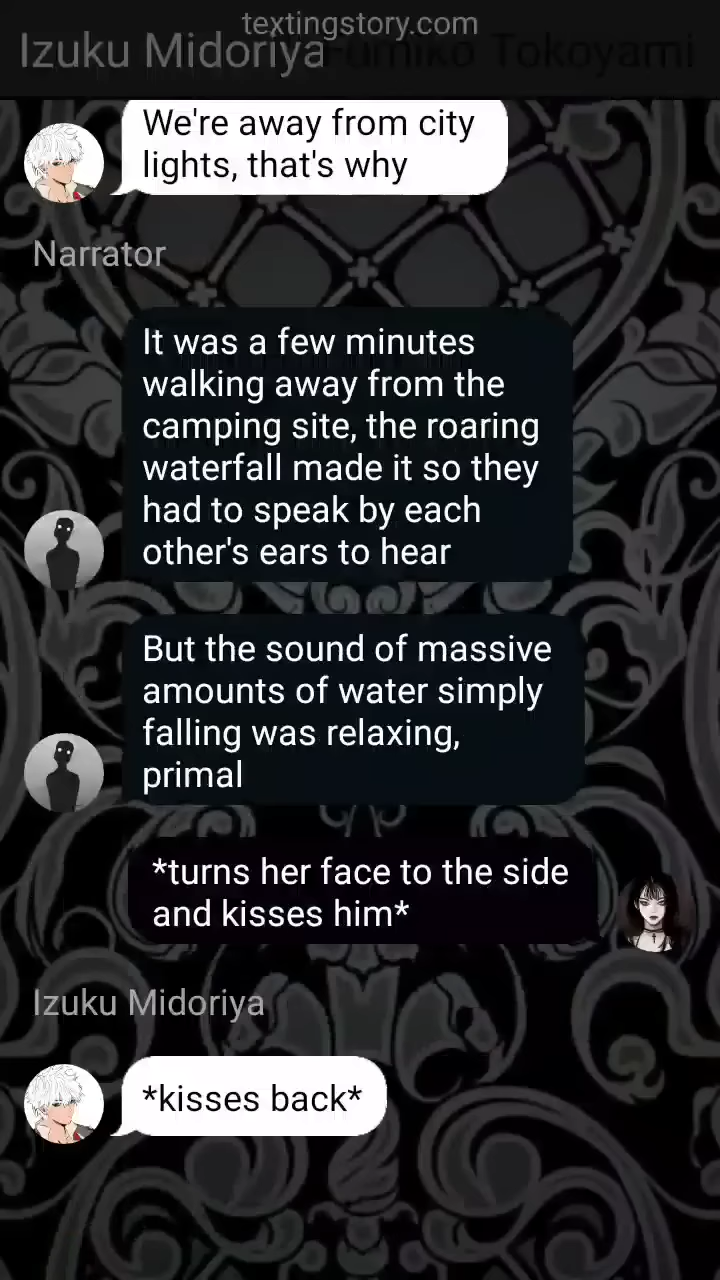 textingstory.com
Izuku Midoriya Fumiko Tokoyami
We're away from city
lights, that's why
Narrator
It was a few minutes
walking away from the
camping site, the roaring
waterfall made it so they
had to speak by each
other's ears to hear
But the sound of massive
amounts of water simply
falling was relaxing,
primal
*turns her face to the side
and kisses him*
Izuku Midoriya
*kisses back*